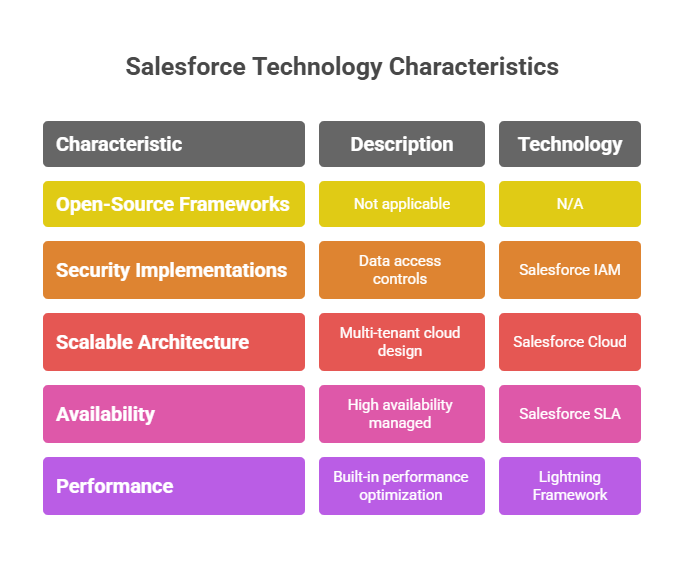 Salesforce Technology Characteristics
Characteristic
Description
Technology
Open-Source Frameworks
Not applicable
N/A
Security Implementations
Data access
controls
Salesforce IAM
Scalable Architecture
Multi-tenant cloud
design
Salesforce Cloud
Availability
High availability
managed
Salesforce SLA
Performance
Built-in performance
optimization
Lightning
Framework